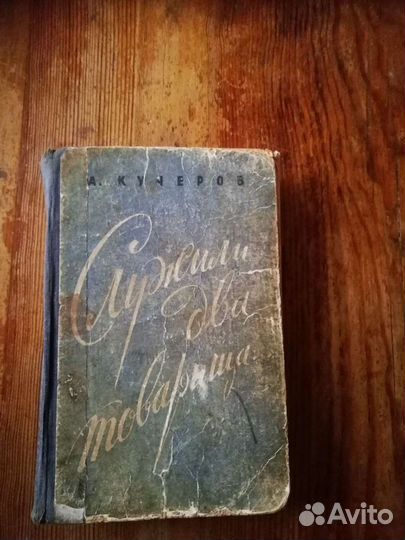 А. КУЧЕРОВ
Служили
два
товарища
Avito